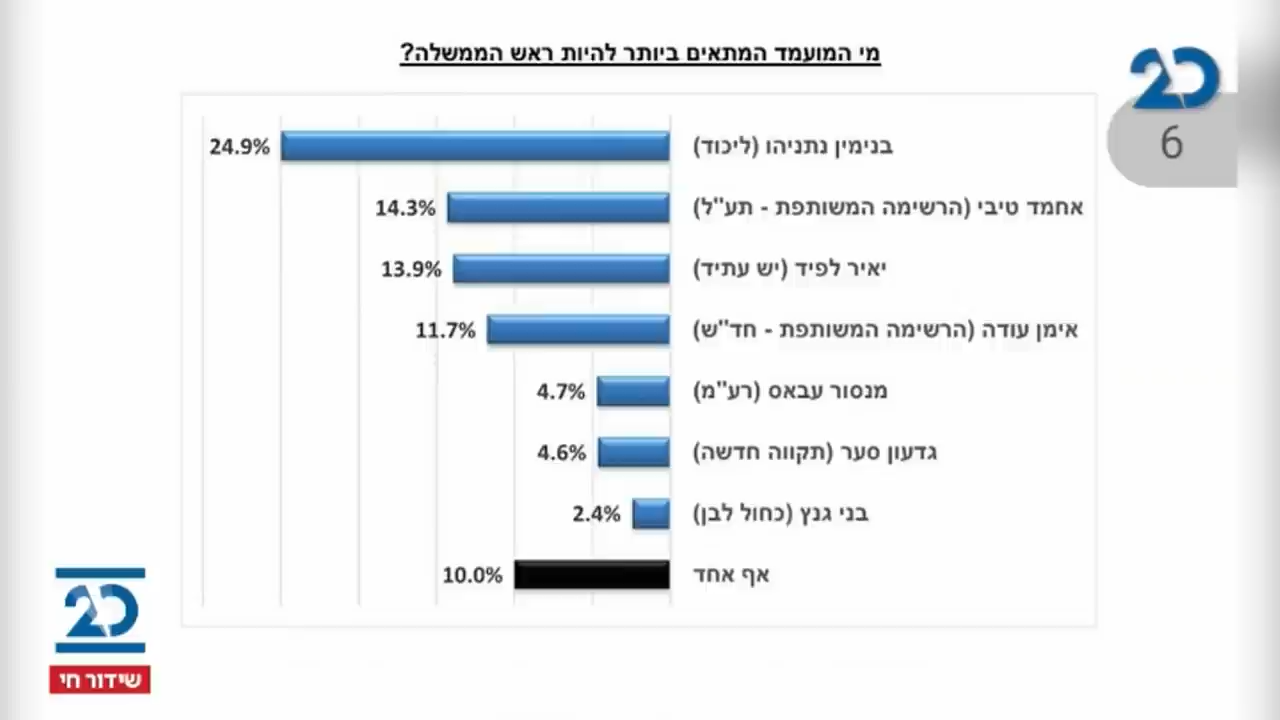 מי המועמד המתאים ביותר להיות ראש הממשלה?
20
6
בנימין נתניהו (ליכוד) 24.9%
אחמד טיבי (הרשימה המשותפת - תע"ל) 14.3%
יאיר לפיד (יש עתיד) 13.9%
אימן עודה (הרשימה המשותפת - חד"ש) 11.7%
מנסור עבאס (רע"מ) 4.7%
גדעון סער (תקווה חדשה) 4.6%
בני גנץ (כחול לבן) 2.4%
אף אחד 10.0%
20
שידור חי